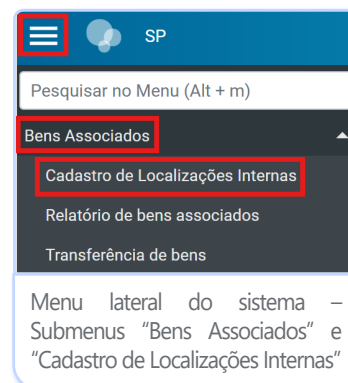 SP
Pesquisar no Menu (Alt + m)
Bens Associados
Cadastro de Localizações Internas
Relatório de bens associados
Transferência de bens
Menu lateral do sistema –
Submenus “Bens Associados” e
“Cadastro de Localizações Internas”